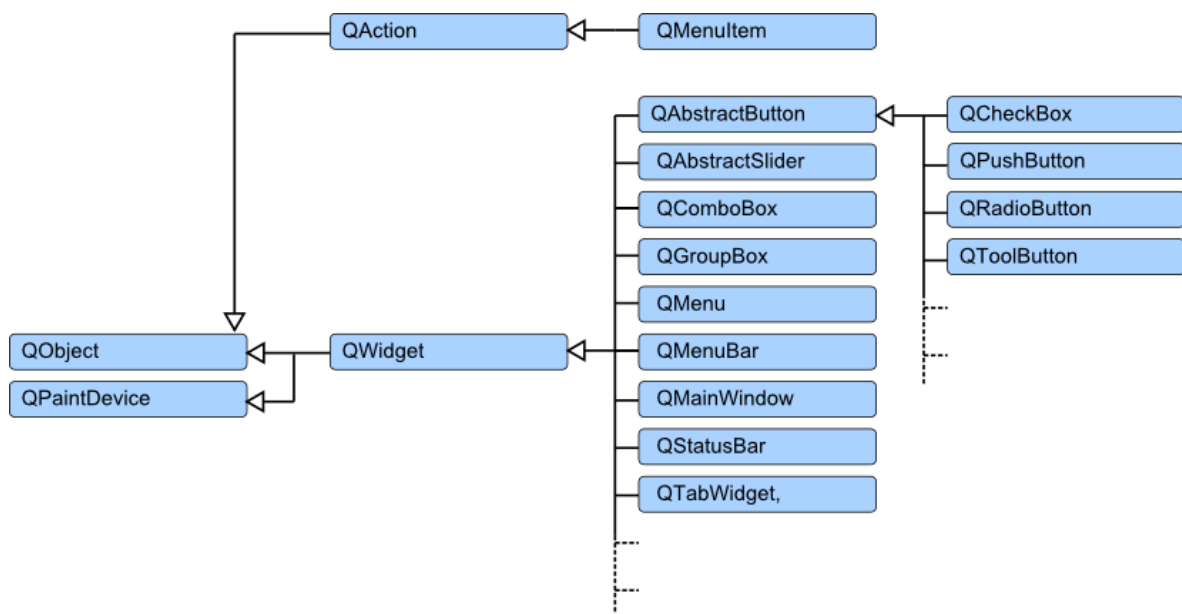 QAction
QMenuItem
QAbstractButton
QCheckBox
QAbstractSlider
QPushButton
QComboBox
QRadioButton
QGroupBox
QToolButton
QMenu
QObject
QWidget
QMenuBar
QPaintDevice
QMainWindow
QStatusBar
QTabWidget,